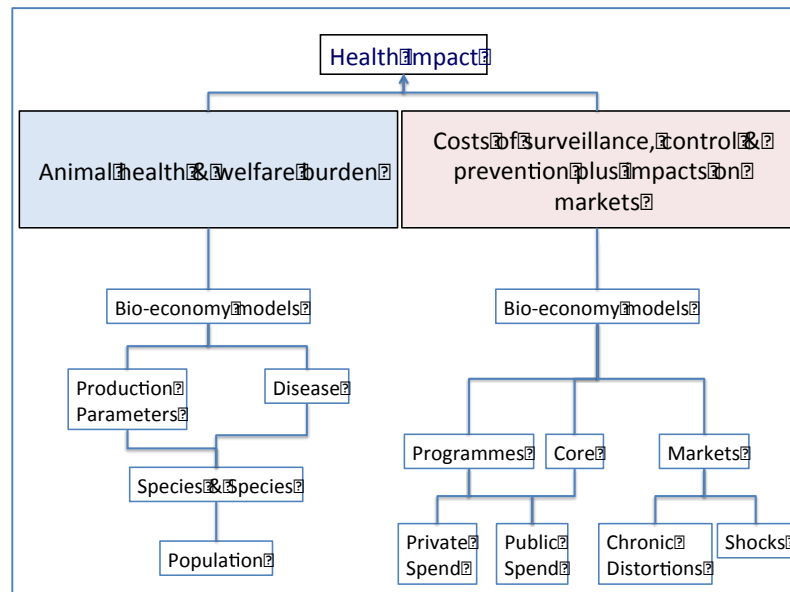 Health Impact
Animal health & welfare burden
Costs of surveillance, control &
prevention plus impacts on
markets
Bio-economy models
Bio-economy models
Production
Parameters
Disease
Programmes
Core
Markets
Species & Species
Population
Private
Spend
Public
Spend
Chronic
Distortions
Shocks